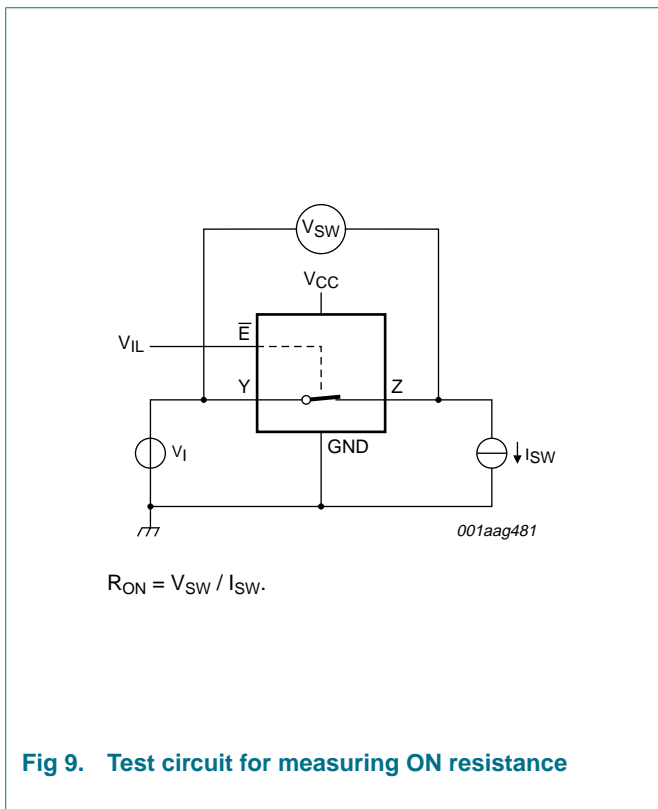 VSW
VCC
E̅
VIL
Y
Z
GND
VI
ISW
001aag481
RON = VSW / ISW.
Fig 9. Test circuit for measuring ON resistance